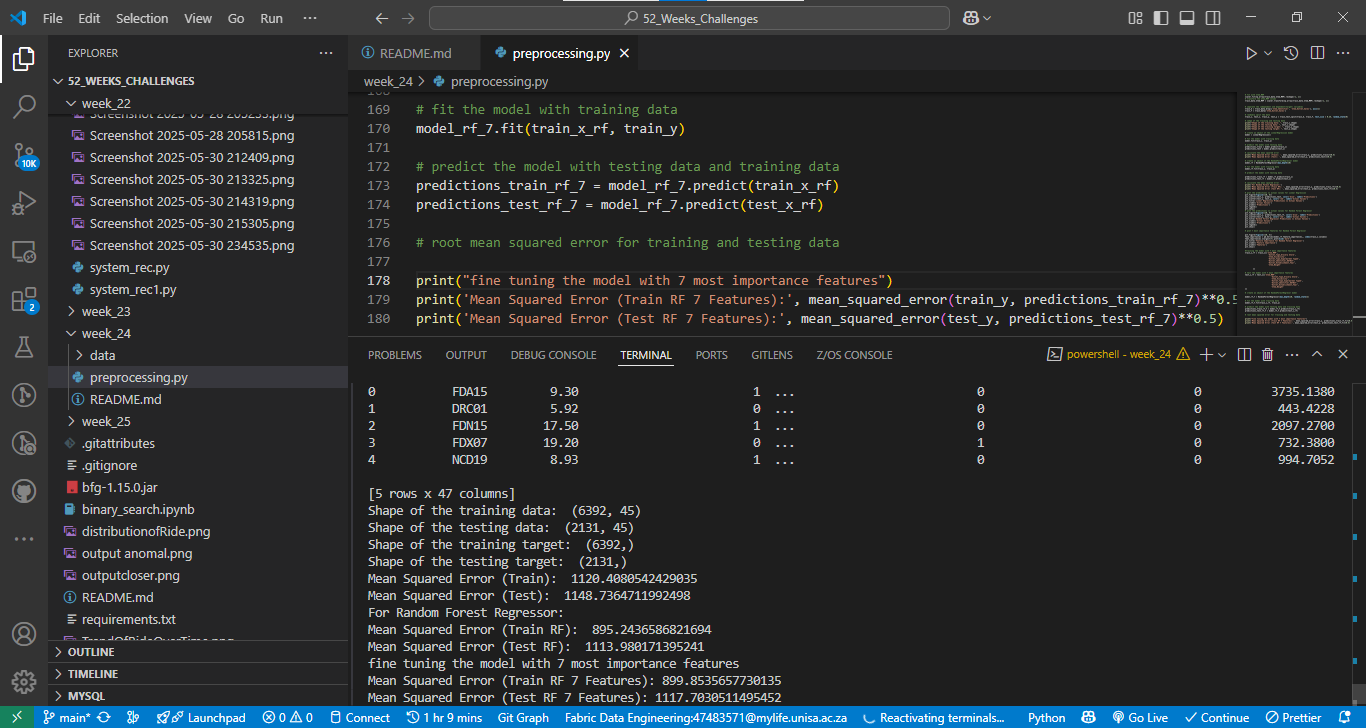 File Edit Selection View Go Run ···
52_Weeks_Challenges
EXPLORER ···
52_WEEKS_CHALLENGES
week_22
Screenshot 2025-05-28 205235.png
Screenshot 2025-05-28 205815.png
Screenshot 2025-05-30 212409.png
Screenshot 2025-05-30 213325.png
Screenshot 2025-05-30 214319.png
Screenshot 2025-05-30 215305.png
Screenshot 2025-05-30 234535.png
system_rec.py
system_rec1.py
week_23
week_24
data
preprocessing.py
README.md
week_25
.gitattributes
.gitignore
bfg-1.15.0.jar
binary_search.ipynb
distributionofRide.png
output anomal.png
outputcloser.png
README.md
requirements.txt
TrendOfRideOverTime.png
OUTLINE
TIMELINE
MYSQL
10K
2
README.md preprocessing.py
week_24 > preprocessing.py
168
169 # fit the model with training data
170 model_rf_7.fit(train_x_rf, train_y)
171
172 # predict the model with testing data and training data
173 predictions_train_rf_7 = model_rf_7.predict(train_x_rf)
174 predictions_test_rf_7 = model_rf_7.predict(test_x_rf)
175
176 # root mean squared error for training and testing data
177
178 print("fine tuning the model with 7 most importance features")
179 print('Mean Squared Error (Train RF 7 Features):', mean_squared_error(train_y, predictions_train_rf_7)**0.5
180 print('Mean Squared Error (Test RF 7 Features):', mean_squared_error(test_y, predictions_test_rf_7)**0.5)
PROBLEMS OUTPUT DEBUG CONSOLE TERMINAL PORTS GITLENS Z/OS CONSOLE powershell - week_24
0 FDA15 9.30 1 ... 0 0 3735.1380
1 DRC01 5.92 0 ... 0 0 443.4228
2 FDN15 17.50 1 ... 0 0 2097.2700
3 FDX07 19.20 0 ... 1 0 732.3800
4 NCD19 8.93 1 ... 0 0 994.7052
[5 rows x 47 columns]
Shape of the training data:  (6392, 45)
Shape of the testing data:  (2131, 45)
Shape of the training target:  (6392,)
Shape of the testing target:  (2131,)
Mean Squared Error (Train):  1120.4080542429035
Mean Squared Error (Test):  1148.7364711992498
For Random Forest Regressor:
Mean Squared Error (Train RF):  895.2436586821694
Mean Squared Error (Test RF):  1113.980171395241
fine tuning the model with 7 most importance features
Mean Squared Error (Train RF 7 Features): 899.8535657730135
Mean Squared Error (Test RF 7 Features): 1117.7030511495452
main* Launchpad 0 0 Connect 1 hr 9 mins Git Graph Fabric Data Engineering:47483571@mylife.unisa.ac.za Reactivating terminals... Python Go Live Continue Prettier